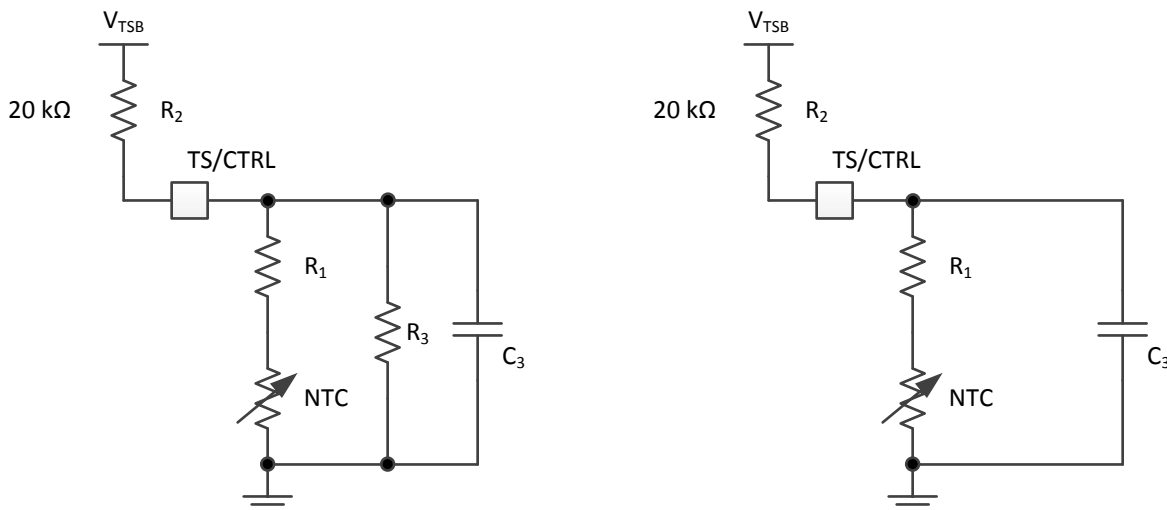 V_TSB
20 kΩ
R_2
TS/CTRL
R_1
R_3
C_3
NTC
V_TSB
20 kΩ
R_2
TS/CTRL
R_1
C_3
NTC